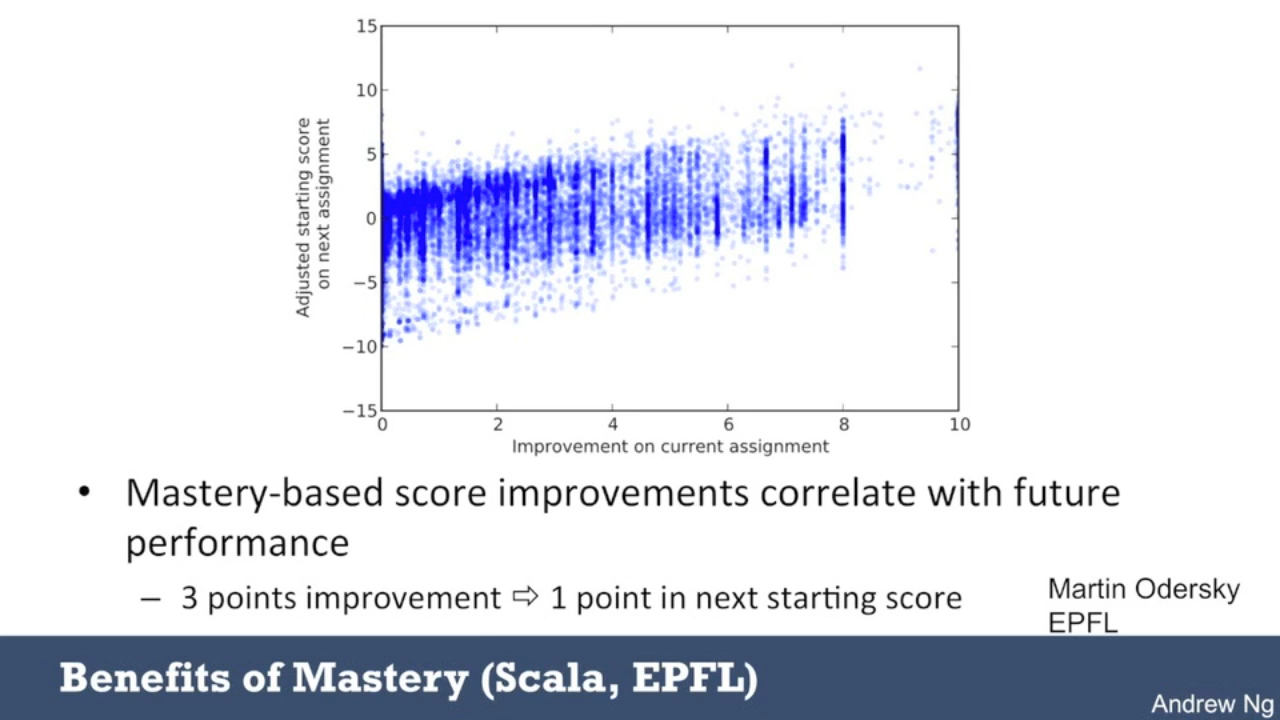 15
10
5
0
−5
−10
−15
Adjusted starting score
on next assignment
0 2 4 6 8 10
Improvement on current assignment
• Mastery-based score improvements correlate with future
performance
– 3 points improvement ⇨ 1 point in next starting score
Martin Odersky
EPFL
Benefits of Mastery (Scala, EPFL)
Andrew Ng